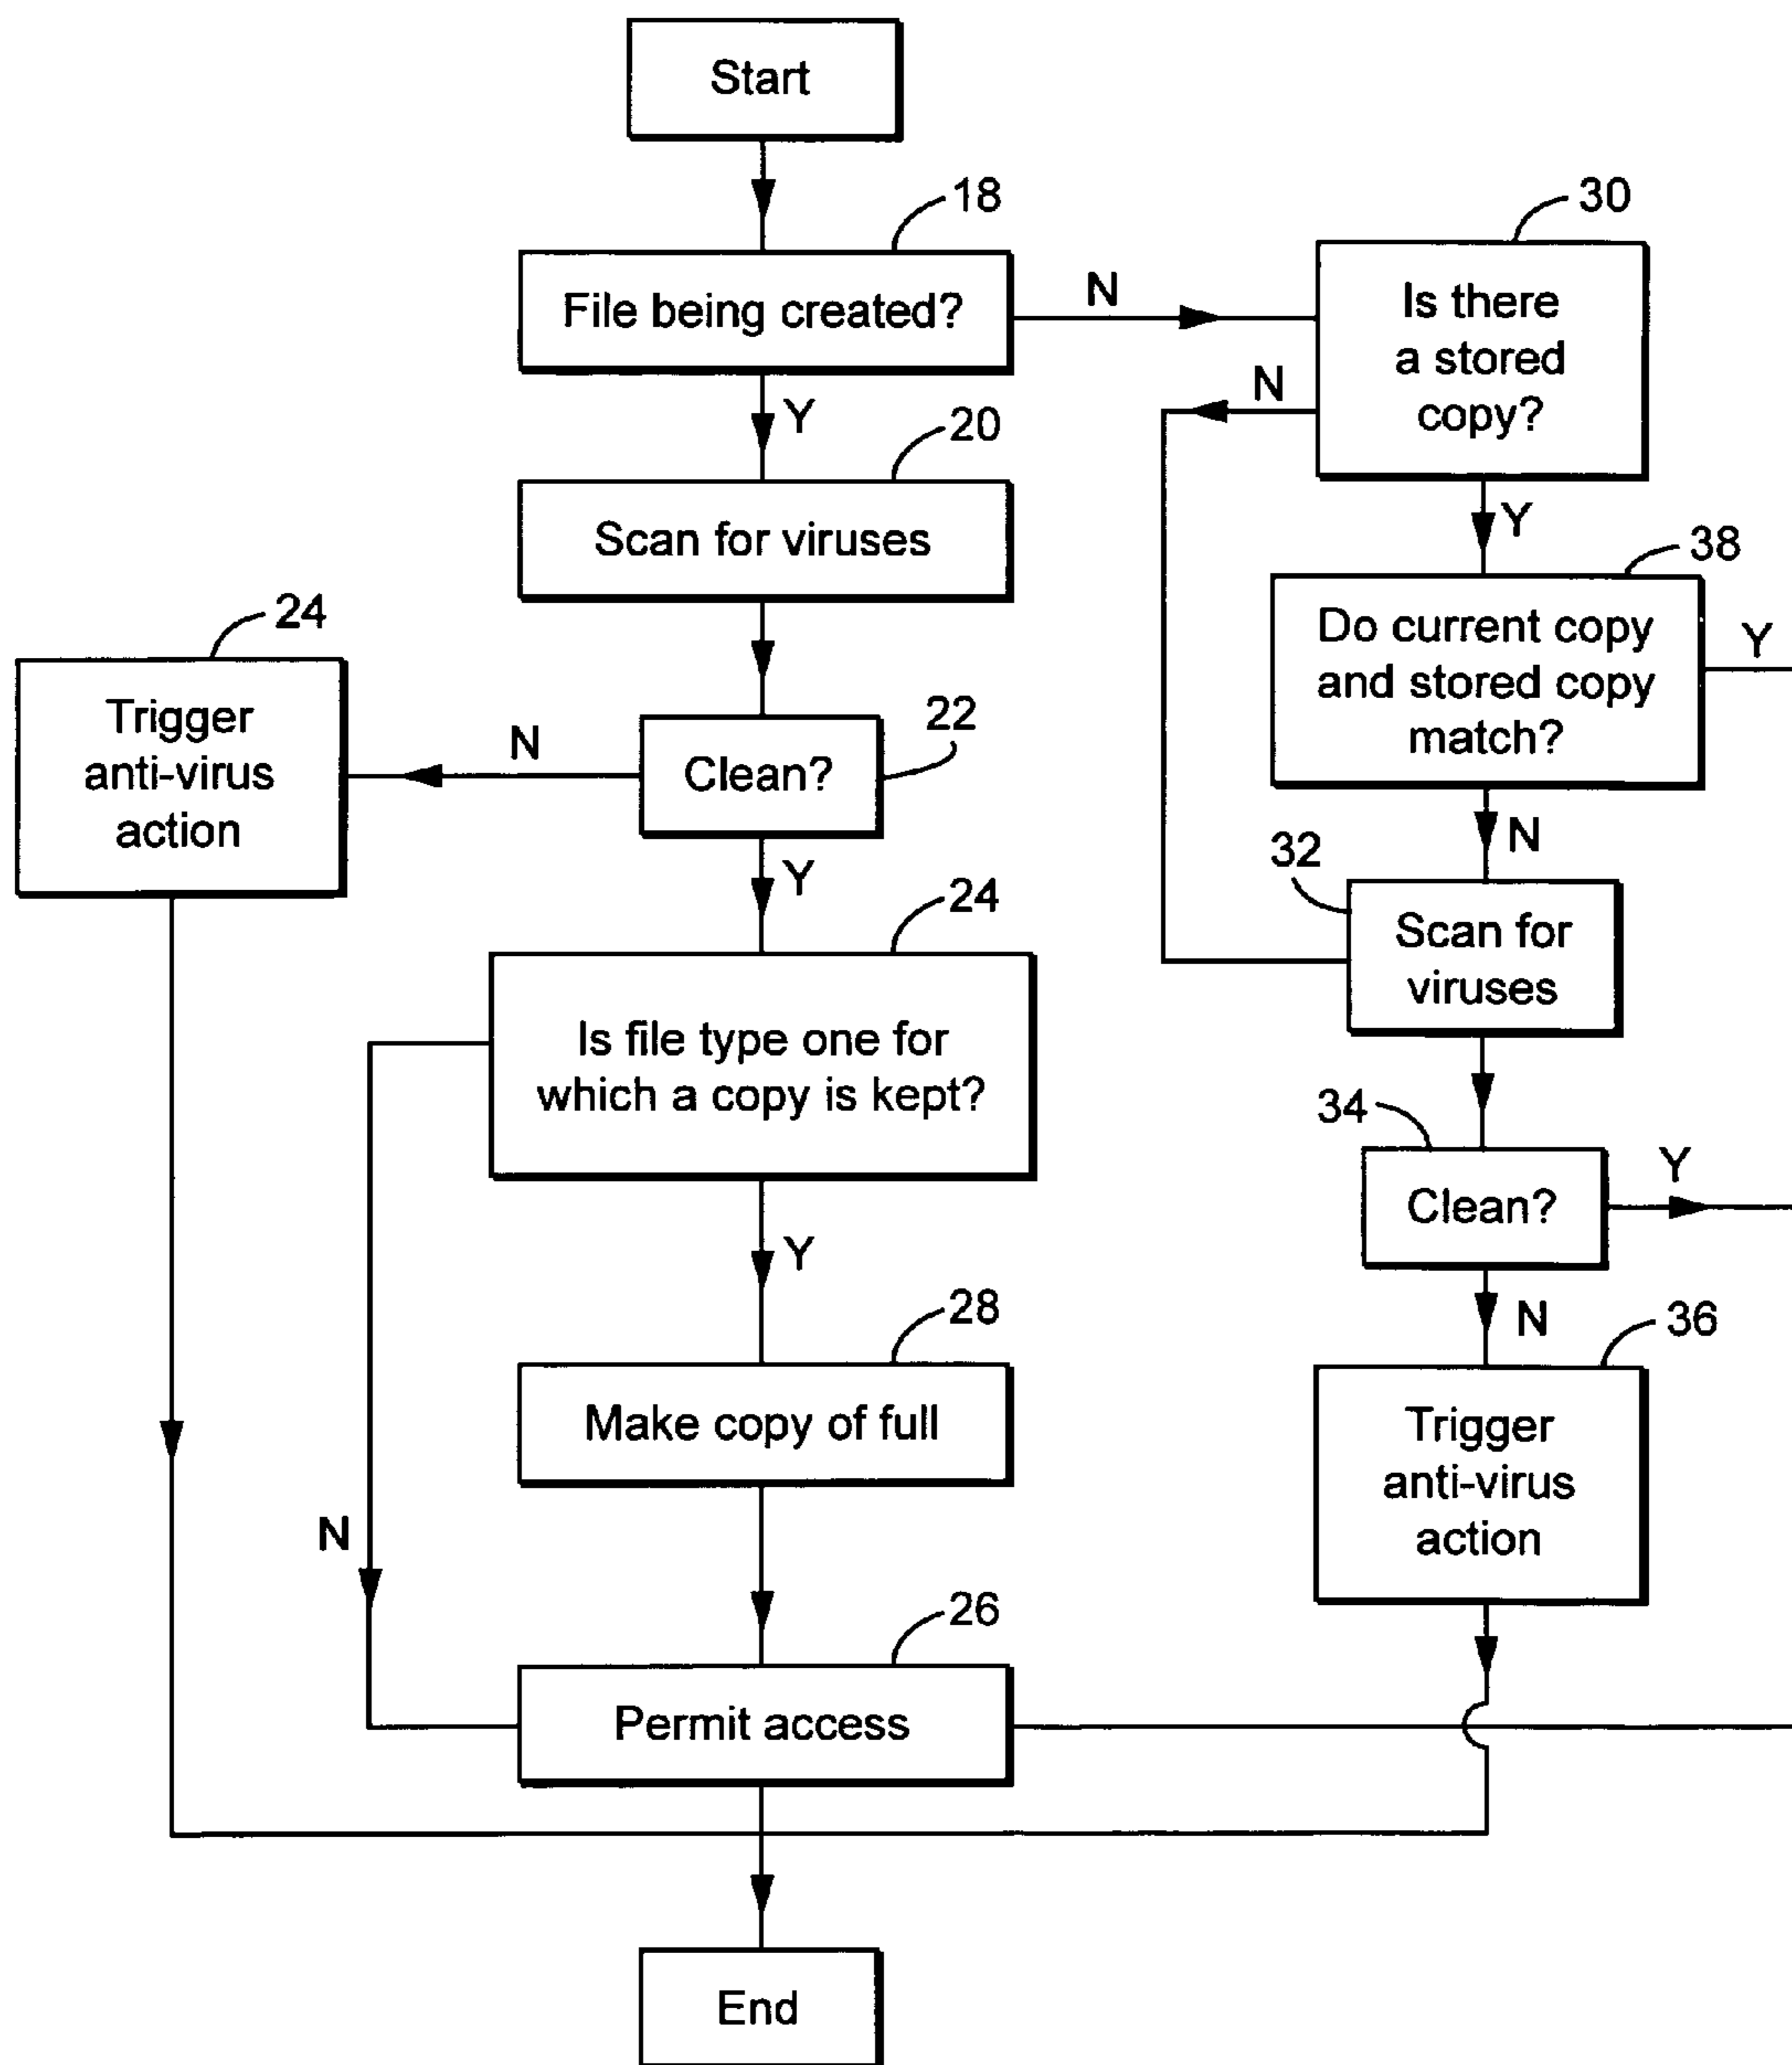 Start
18
File being created?
N
30
Is there
a stored
copy?
N
Y
20
Scan for viruses
Y
38
Do current copy
and stored copy
match?
Y
24
Trigger
anti-virus
action
N
22
Clean?
N
32
Scan for
viruses
Y
24
Is file type one for
which a copy is kept?
34
Clean?
Y
Y
N
28
Make copy of full
36
Trigger
anti-virus
action
N
26
Permit access
End